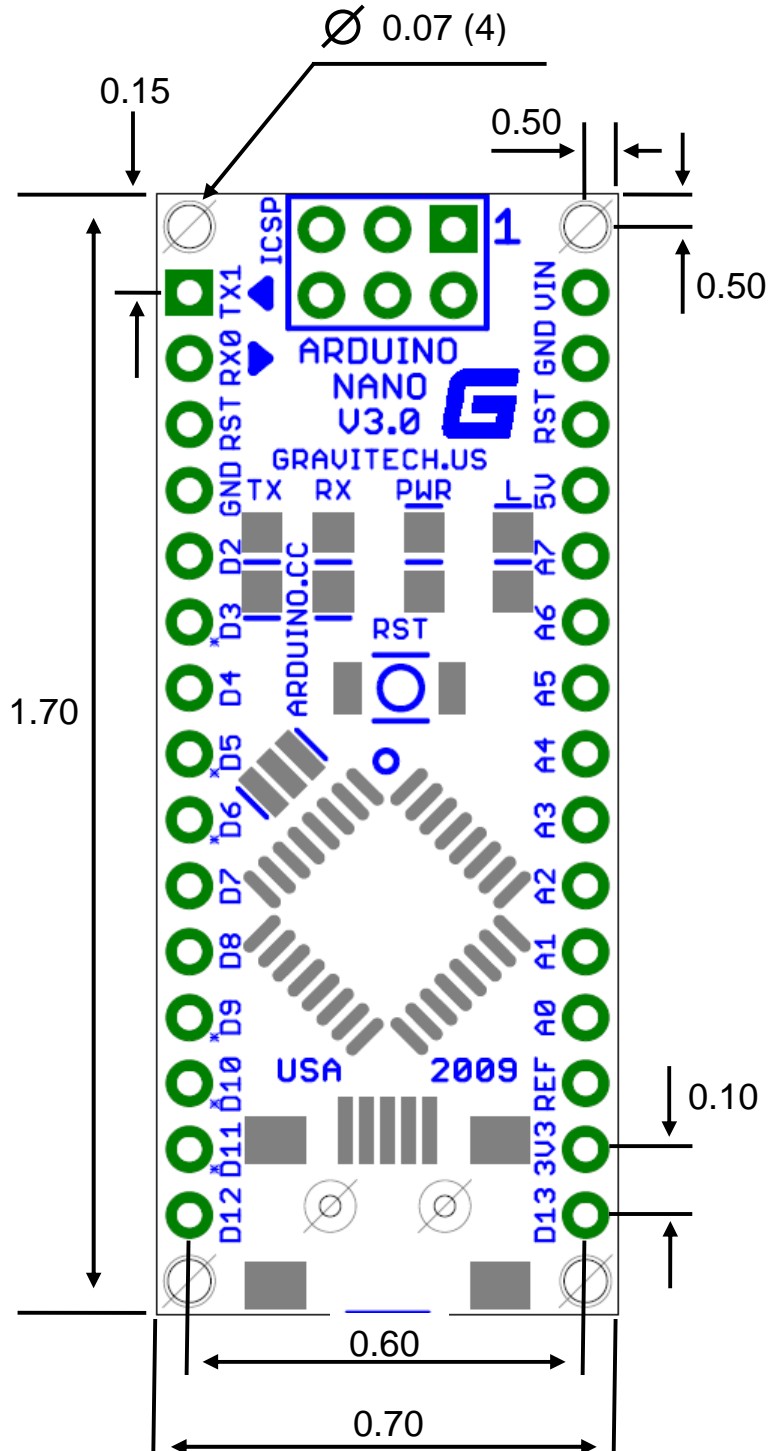 Ø 0.07 (4)
0.15
0.50
0.50
ICSP
1
TX1
VIN
RX0
GND
ARDUINO
NANO
V3.0
G
RST
RST
GRAVITECH.US
GND
TX
RX
PWR
L
5V
D2
A7
ARDUINO.CC
*D3
A6
RST
D4
A5
1.70
*D5
A4
*D6
A3
D7
A2
D8
A1
*D9
A0
USA
2009
*D10
REF
0.10
*D11
3V3
D12
D13
0.60
0.70